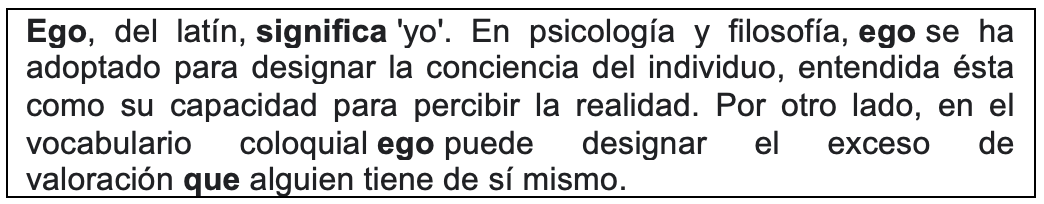 Ego, del latín, significa 'yo'. En psicología y filosofía, ego se ha
adoptado para designar la conciencia del individuo, entendida ésta
como su capacidad para percibir la realidad. Por otro lado, en el
vocabulario coloquial ego puede designar el exceso de
valoración que alguien tiene de sí mismo.